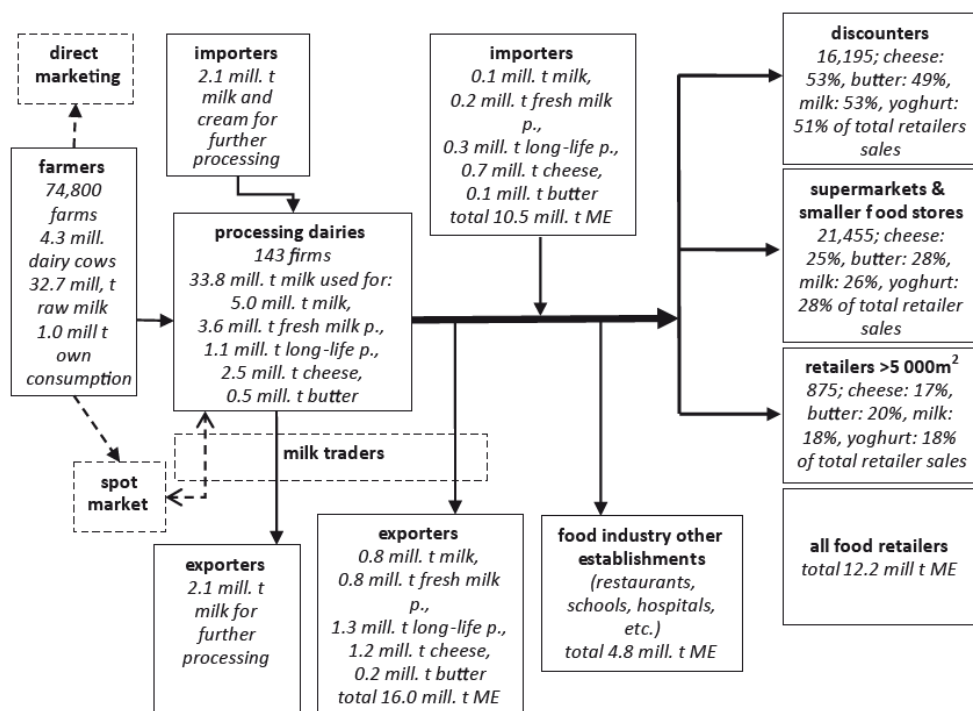 direct
marketing
importers
2.1 mill. t
milk and
cream for
further
processing
importers
0.1 mill. t milk,
0.2 mill. t fresh milk
p.,
0.3 mill. t long-life p.,
0.7 mill. t cheese,
0.1 mill. t butter
total 10.5 mill. t ME
discounters
16,195; cheese:
53%, butter: 49%,
milk: 53%, yoghurt:
51% of total retailers
sales
farmers
74,800
farms
4.3 mill.
dairy cows
32.7 mill, t
raw milk
1.0 mill t
own
consumption
processing dairies
143 firms
33.8 mill. t milk used for:
5.0 mill. t milk,
3.6 mill. t fresh milk p.,
1.1 mill. t long-life p.,
2.5 mill. t cheese,
0.5 mill. t butter
supermarkets &
smaller food stores
21,455; cheese:
25%, butter: 28%,
milk: 26%, yoghurt:
28% of total retailer
sales
retailers >5 000m²
875; cheese: 17%,
butter: 20%, milk:
18%, yoghurt: 18%
of total retailer sales
milk traders
spot
market
exporters
2.1 mill. t
milk for
further
processing
exporters
0.8 mill. t milk,
0.8 mill. t fresh milk
p.,
1.3 mill. t long-life p.,
1.2 mill. t cheese,
0.2 mill. t butter
total 16.0 mill. t ME
food industry other
establishments
(restaurants,
schools, hospitals,
etc.)
total 4.8 mill. t ME
all food retailers
total 12.2 mill t ME